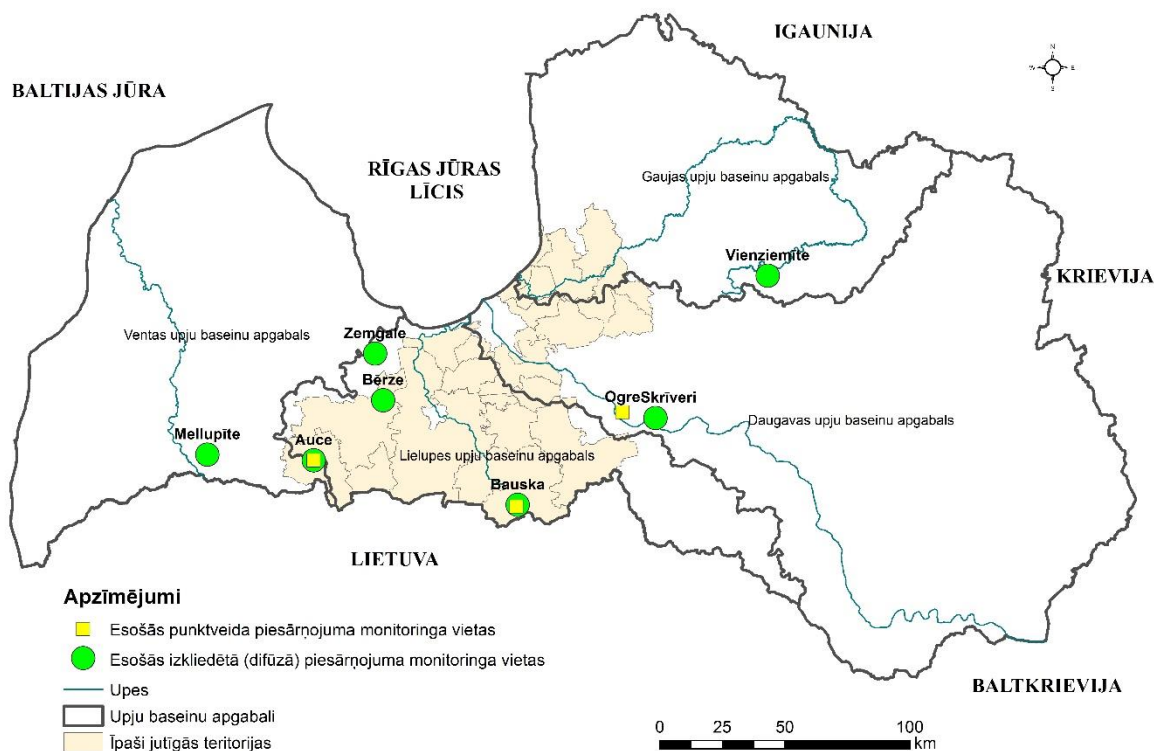 IGAUNIJA
N
W E
S
BALTIJAS JŪRA
RĪGAS JŪRAS
LĪCIS
Gaujas upju baseinu apgabals
Vienziemīte
KRIEVIJA
Ventas upju baseinu apgabals
Zemgale
Bērze
Ogre
Skrīveri
Daugavas upju baseinu apgabals
Mellupīte
Auce
Lielupes upju baseinu apgabals
Bauska
LIETUVA
Apzīmējumi
Esošās punktveida piesārņojuma monitoringa vietas
Esošās izkliedētā (difūzā) piesārņojuma monitoringa vietas
Upes
Upju baseinu apgabali
Īpaši jutīgās teritorijas
BALTKRIEVIJA
0 25 50 100
km